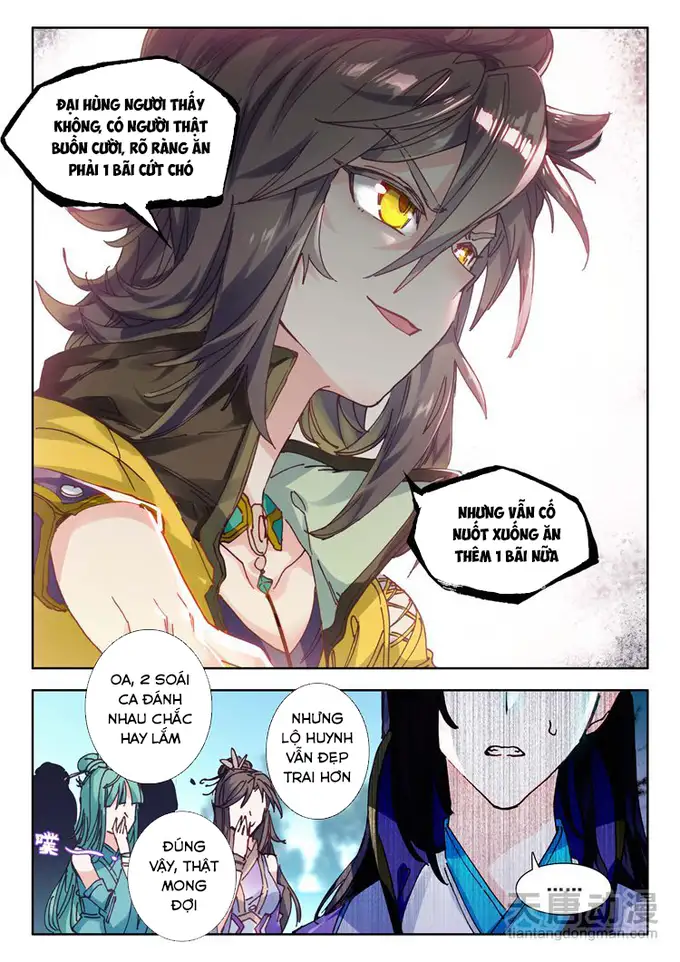 ĐẠI HÙNG NGƯỜI THẤY
KHÔNG, CÓ NGƯỜI THẬT
BUỒN CƯỜI, RÕ RÀNG ĂN
PHẢI 1 BÃI CỨT CHÓ
NHƯNG VẪN CỐ
NUỐT XUỐNG ĂN
THÊM 1 BÃI NỮA
OA, 2 SOÁI
CA ĐÁNH
NHAU CHẮC
HAY LẮM
NHƯNG
LỘ HUYNH
VẪN ĐẸP
TRAI HƠN
噗
ĐÚNG
VẬY, THẬT
MONG
ĐỢI
......
天唐动漫
tiantangdongman.com